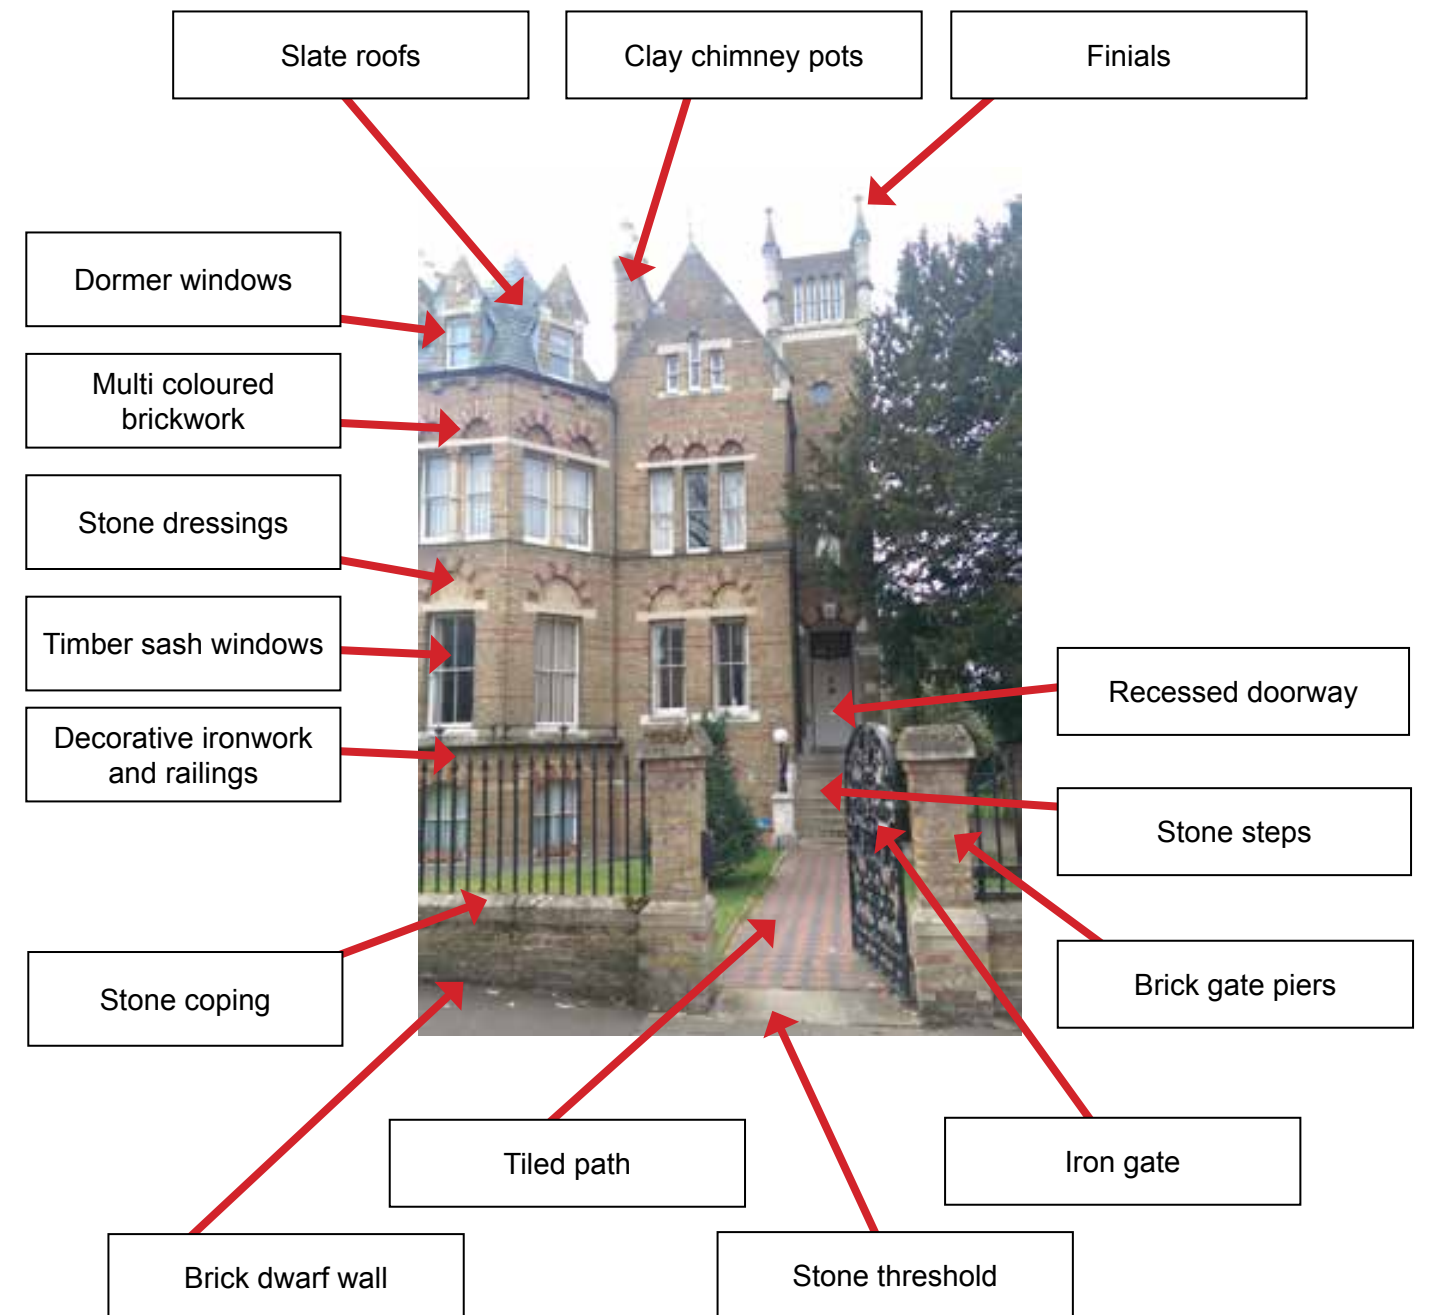 Slate roofs
Clay chimney pots
Finials
Dormer windows
Multi coloured
brickwork
Stone dressings
Timber sash windows
Decorative ironwork
and railings
Recessed doorway
Stone steps
Stone coping
Brick gate piers
Tiled path
Iron gate
Brick dwarf wall
Stone threshold